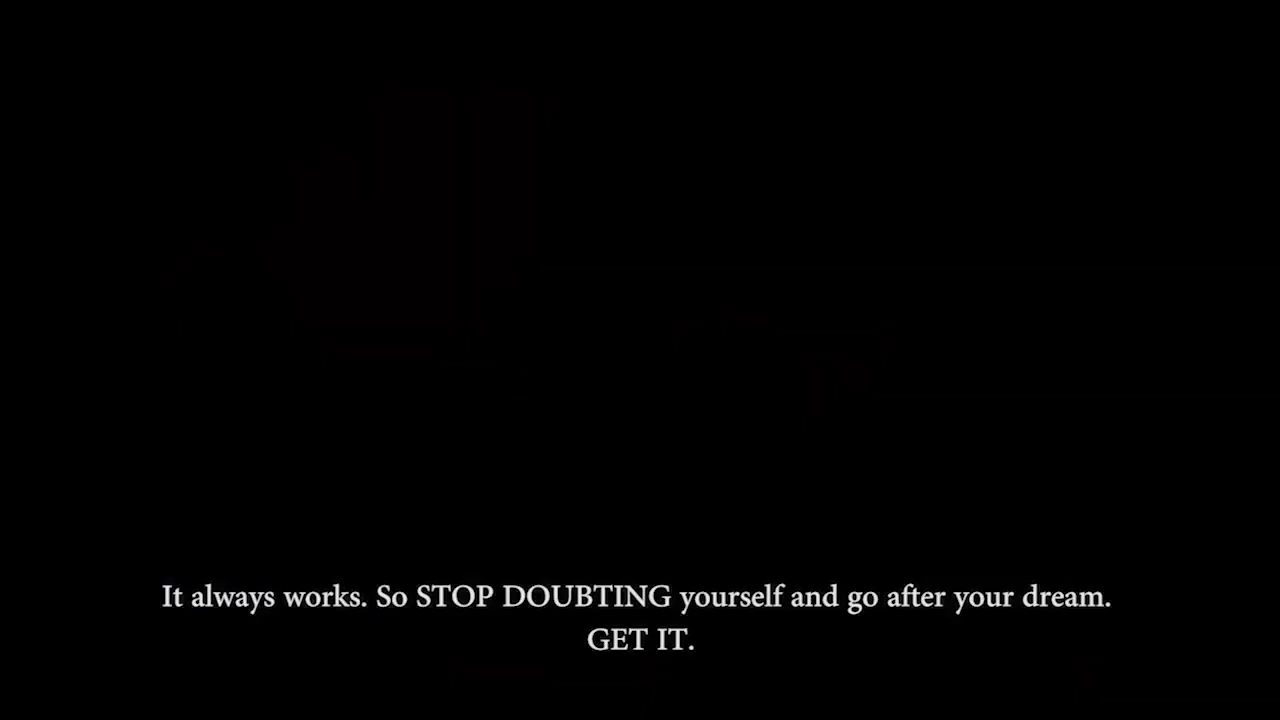 It always works. So STOP DOUBTING yourself and go after your dream.
GET IT.